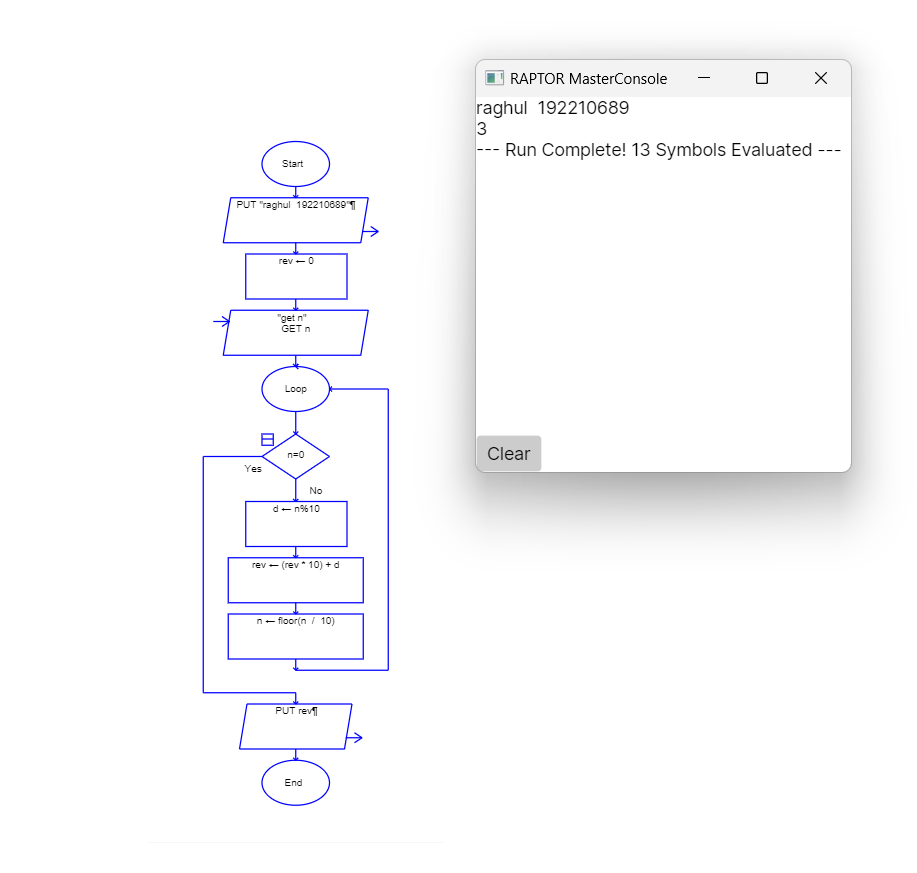 RAPTOR MasterConsole
raghul  192210689
3
--- Run Complete! 13 Symbols Evaluated ---
Clear
Start
PUT "raghul  192210689"¶
rev ← 0
"get n"
GET n
Loop
n=0
Yes
No
d ← n%10
rev ← (rev * 10) + d
n ← floor(n  /  10)
PUT rev¶
End